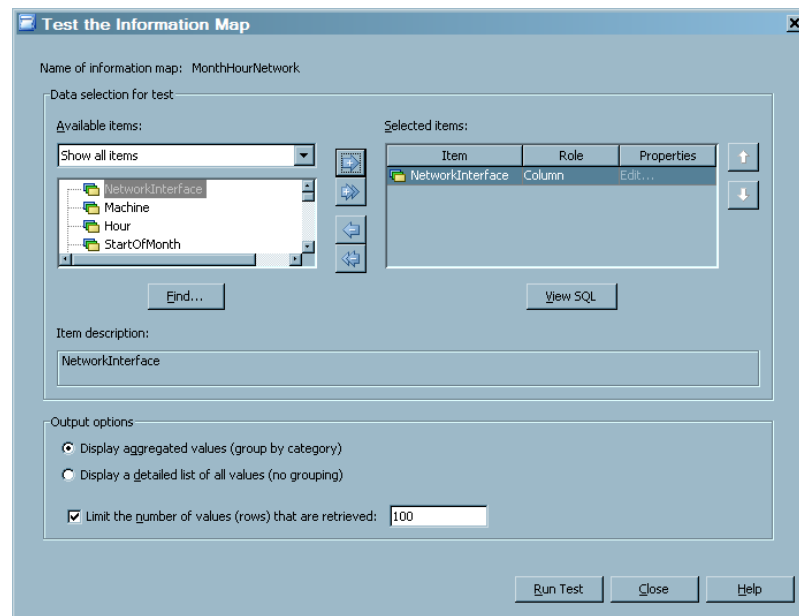 Test the Information Map
Name of information map: MonthHourNetwork
Data selection for test
Available items:
Selected items:
Show all items
Item Role Properties
NetworkInterface Column Edit...
NetworkInterface
Machine
Hour
StartOfMonth
Find...
View SQL
Item description:
NetworkInterface
Output options
Display aggregated values (group by category)
Display a detailed list of all values (no grouping)
Limit the number of values (rows) that are retrieved: 100
Run Test Close Help